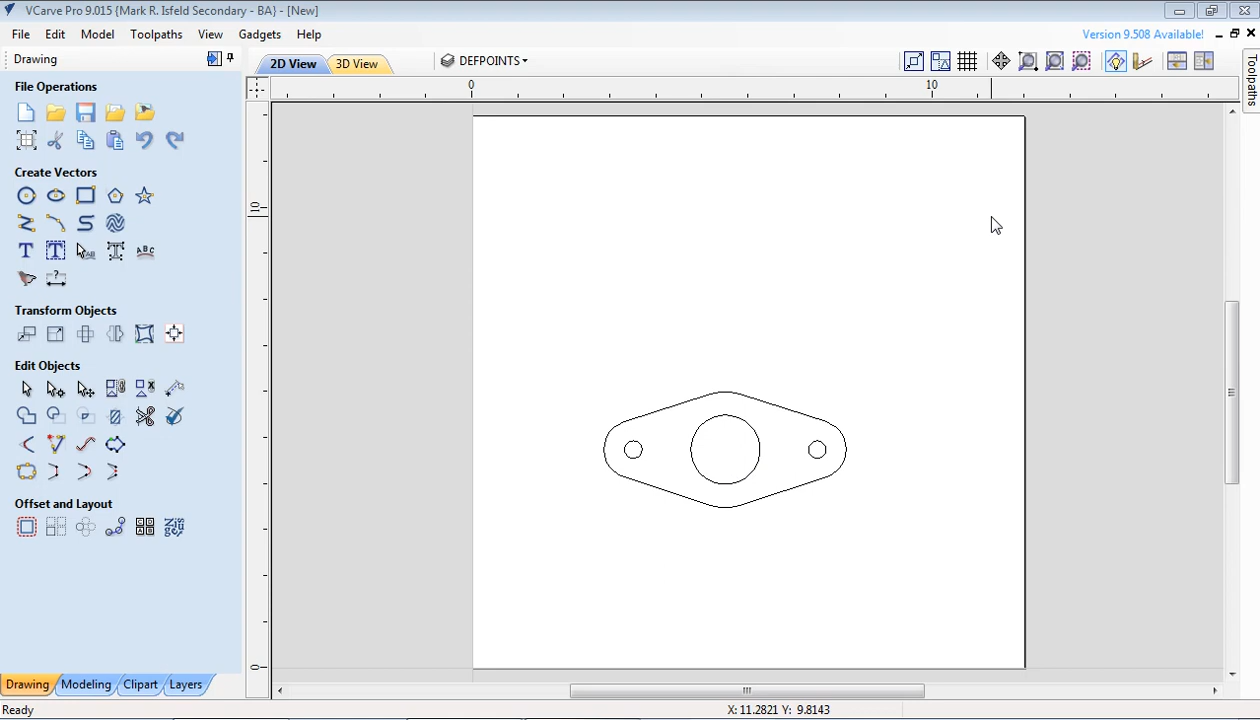 VCarve Pro 9.015 {Mark R. Isfeld Secondary - BA} - [New]
File Edit Model Toolpaths View Gadgets Help
Version 9.508 Available!
Drawing
2D View
3D View
DEFPOINTS
Toolpaths
File Operations
0
10
Create Vectors
10
Transform Objects
Edit Objects
Offset and Layout
0
Drawing
Modeling
Clipart
Layers
Ready
X: 11.2821 Y: 9.8143